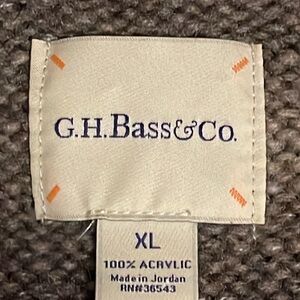 G.H.Bass&Co.
XL
100% ACRYLIC
Made in Jordan
RN#36543